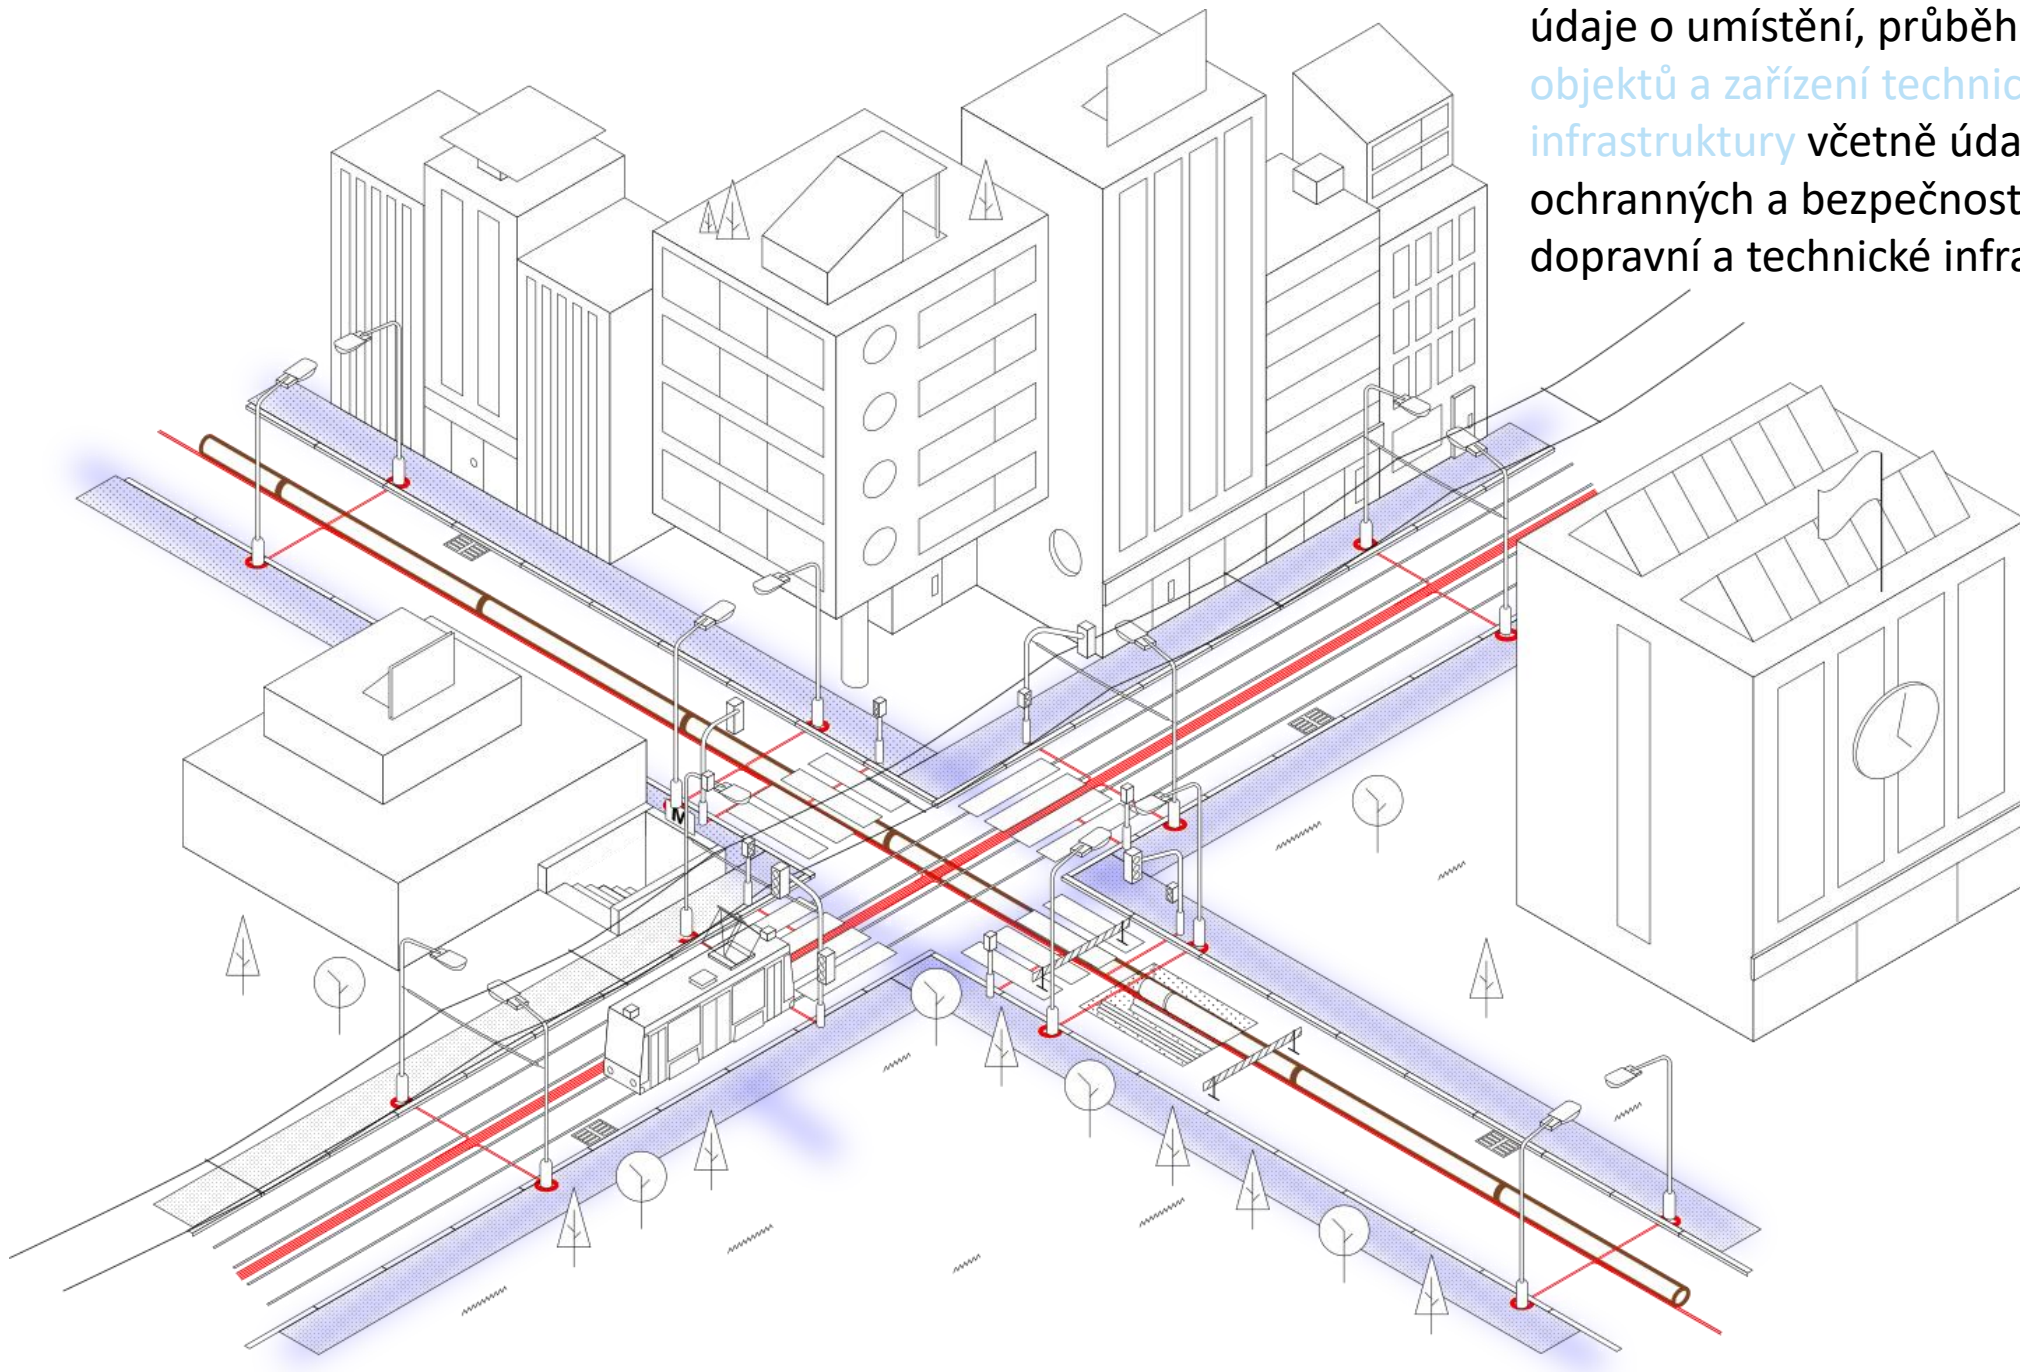 údaje o umístění, průběh
objektů a zařízení technic
infrastruktury včetně úda
ochranných a bezpečnost
dopravní a technické infra
M